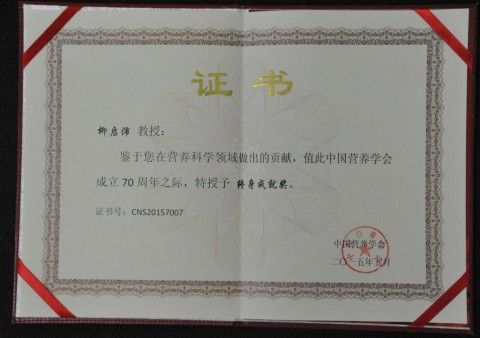 证书
柳启沛 教授：
鉴于您在营养科学领域做出的贡献，值此中国营养学会
成立 70 周年之际，特授予 终身成就奖。
证书号：CNS20157007
中国营养学会
二〇一五年五月